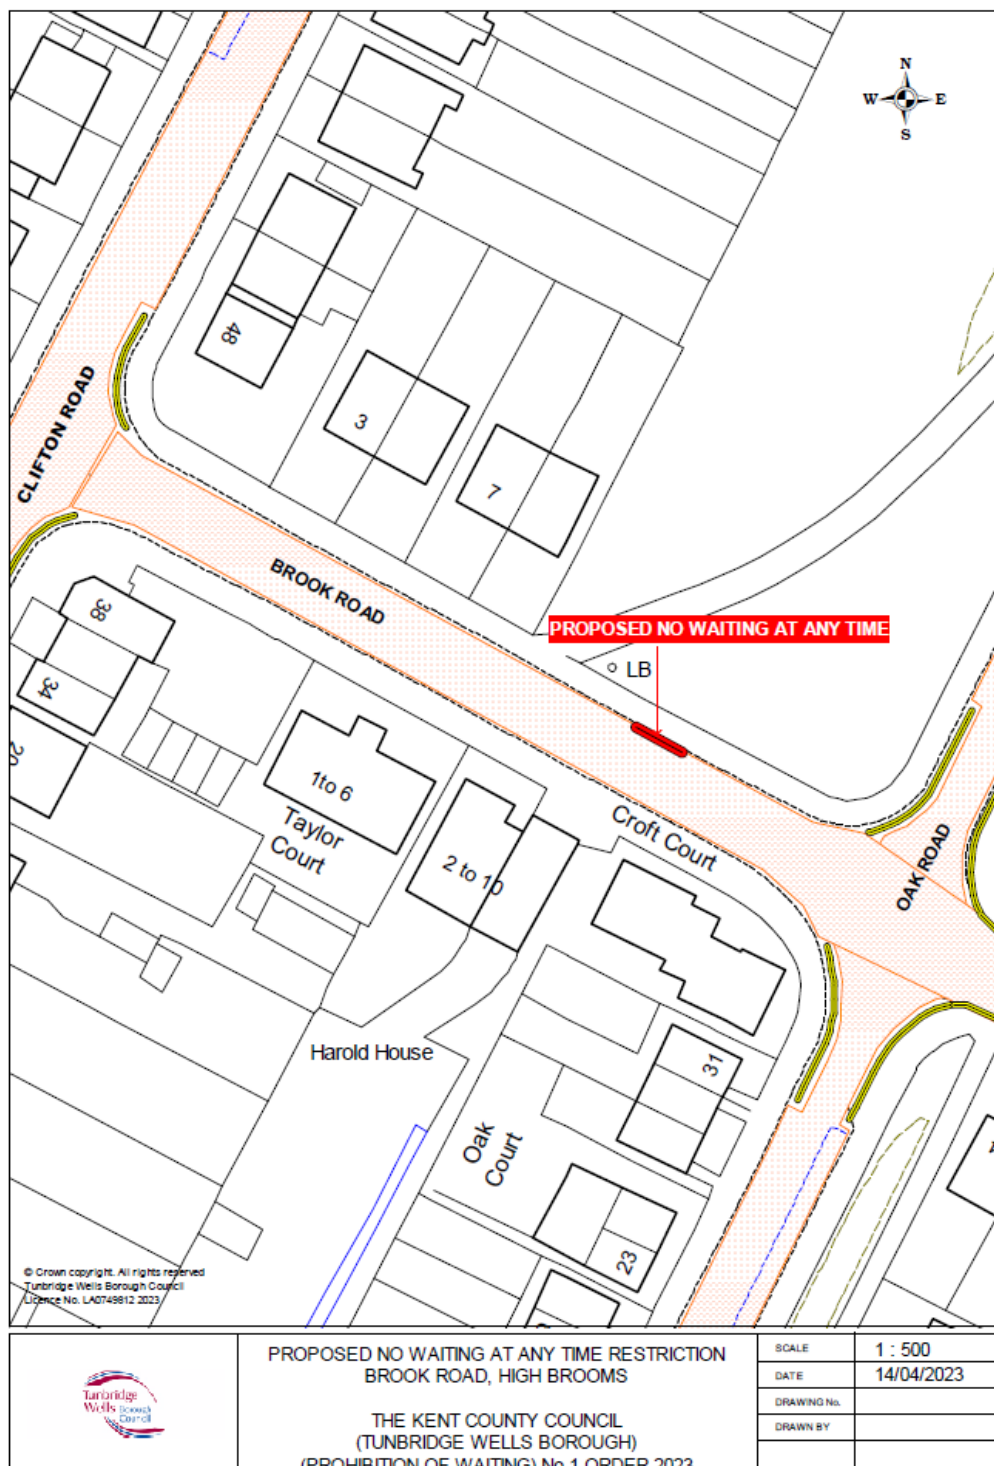 N
W E
S
48
3
7
CLIFTON ROAD
BROOK ROAD
PROPOSED NO WAITING AT ANY TIME
LB
38
34
1to 6
Taylor
Court
2 to 10
Croft Court
OAK ROAD
Harold House
31
Oak
Court
23
© Crown copyright. All rights reserved
Tunbridge Wells Borough Council
Licence No. LA0749812 2023
Tunbridge
Wells Borough
Council
PROPOSED NO WAITING AT ANY TIME RESTRICTION
BROOK ROAD, HIGH BROOMS
THE KENT COUNTY COUNCIL
(TUNBRIDGE WELLS BOROUGH)
(PROHIBITION OF WAITING) No 1 ORDER 2023
SCALE 1 : 500
DATE 14/04/2023
DRAWING No.
DRAWN BY